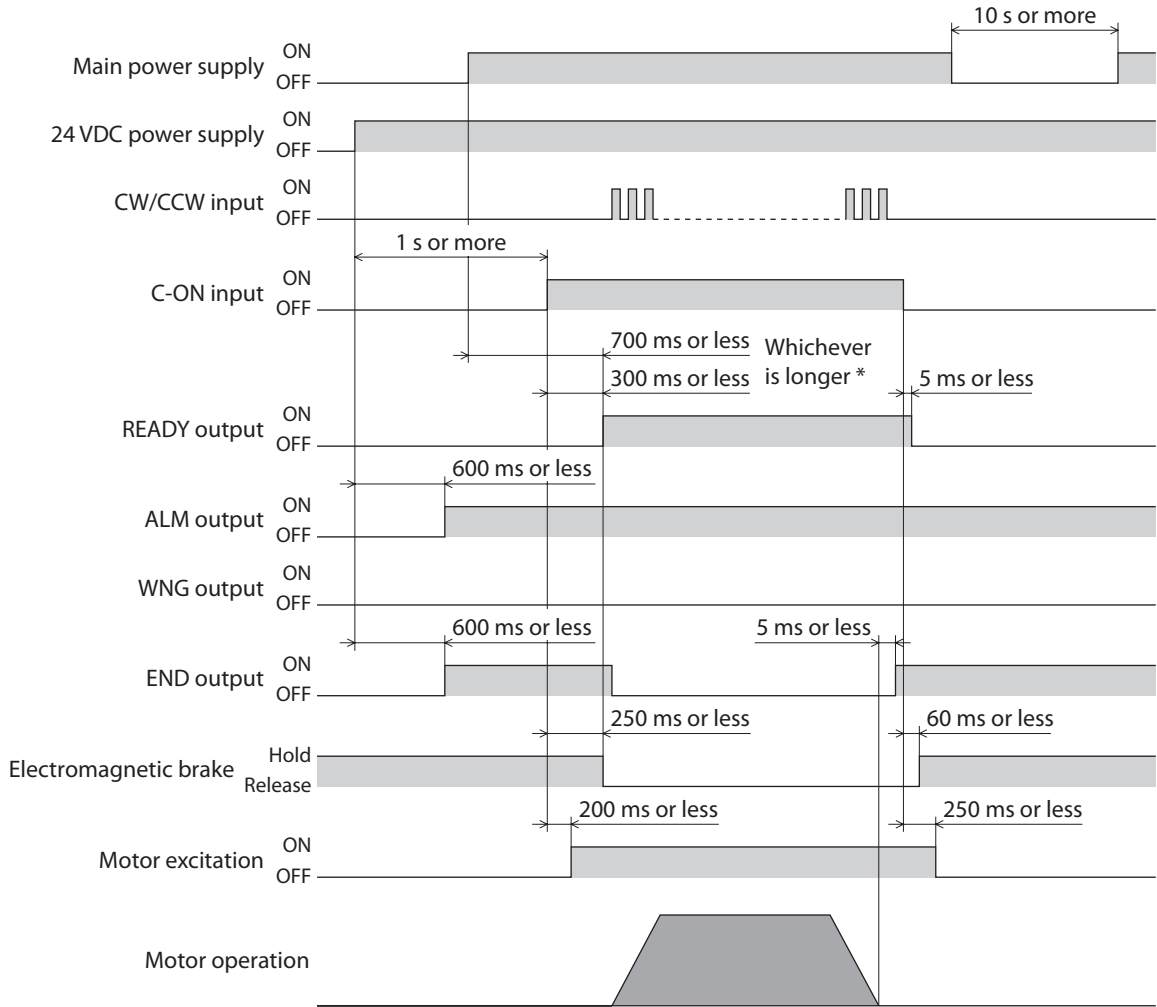 10 s or more
Main power supply ON
OFF
24 VDC power supply ON
OFF
CW/CCW input ON
OFF
1 s or more
C-ON input ON
OFF
700 ms or less Whichever
300 ms or less is longer * 5 ms or less
READY output ON
OFF
600 ms or less
ALM output ON
OFF
WNG output ON
OFF
600 ms or less 5 ms or less
END output ON
OFF
250 ms or less 60 ms or less
Electromagnetic brake Hold
Release
200 ms or less 250 ms or less
Motor excitation ON
OFF
Motor operation